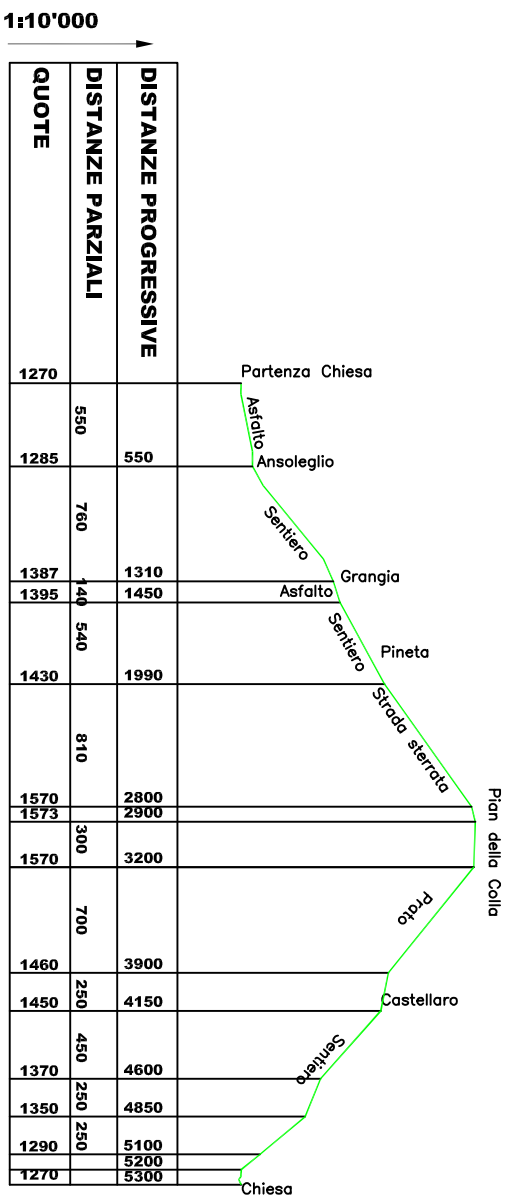 1:10'000
QUOTE
DISTANZE PARZIALI
DISTANZE PROGRESSIVE
1270
Partenza Chiesa
550
Asfalto
1285
550
Ansoleglio
760
Sentiero
1387
1310
Grangia
140
Asfalto
1395
1450
540
Sentiero
Pineta
1430
1990
810
Strada sterrata
1570
2800
1573
2900
Pian della Colla
300
1570
3200
700
Prato
1460
3900
250
Castellaro
1450
4150
450
Sentiero
1370
4600
250
1350
4850
250
1290
5100
5200
1270
5300
Chiesa